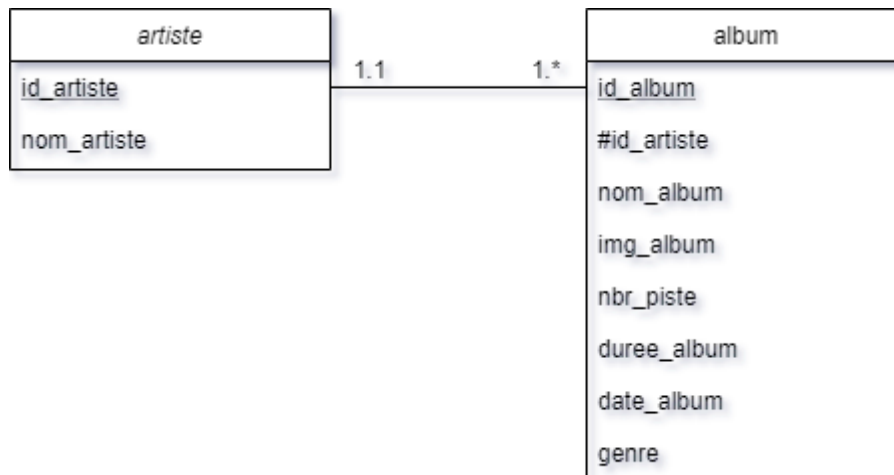 artiste
id_artiste
nom_artiste
1.1
1.*
album
id_album
#id_artiste
nom_album
img_album
nbr_piste
duree_album
date_album
genre